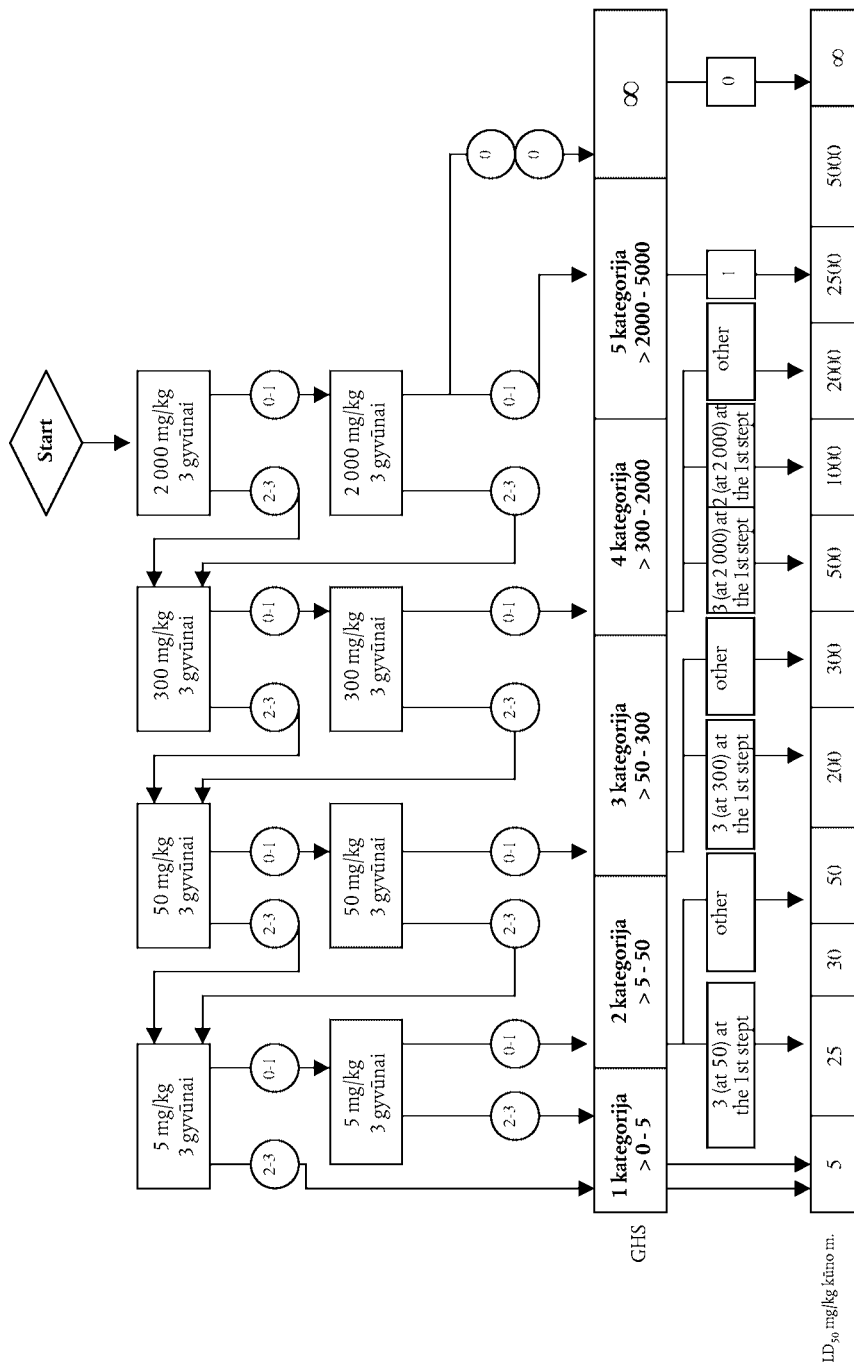 Start
5 mg/kg
3 gyvūnai
50 mg/kg
3 gyvūnai
300 mg/kg
3 gyvūnai
2 000 mg/kg
3 gyvūnai
2-3
0-1
2-3
0-1
2-3
0-1
2-3
0-1
5 mg/kg
3 gyvūnai
50 mg/kg
3 gyvūnai
300 mg/kg
3 gyvūnai
2 000 mg/kg
3 gyvūnai
2-3
0-1
2-3
0-1
2-3
0-1
2-3
0-1
0
0
GHS
1 kategorija
> 0 - 5
2 kategorija
> 5 - 50
3 kategorija
> 50 - 300
4 kategorija
> 300 - 2000
5 kategorija
> 2000 - 5000
∞
3 (at 50) at
the 1st stept
other
3 (at 300) at
the 1st stept
other
3 (at 2 000) at
the 1st stept
2 (at 2 000) at
the 1st stept
other
1
0
LD50 mg/kg kūno m.
5
25
30
50
200
300
500
1000
2000
2500
5000
∞